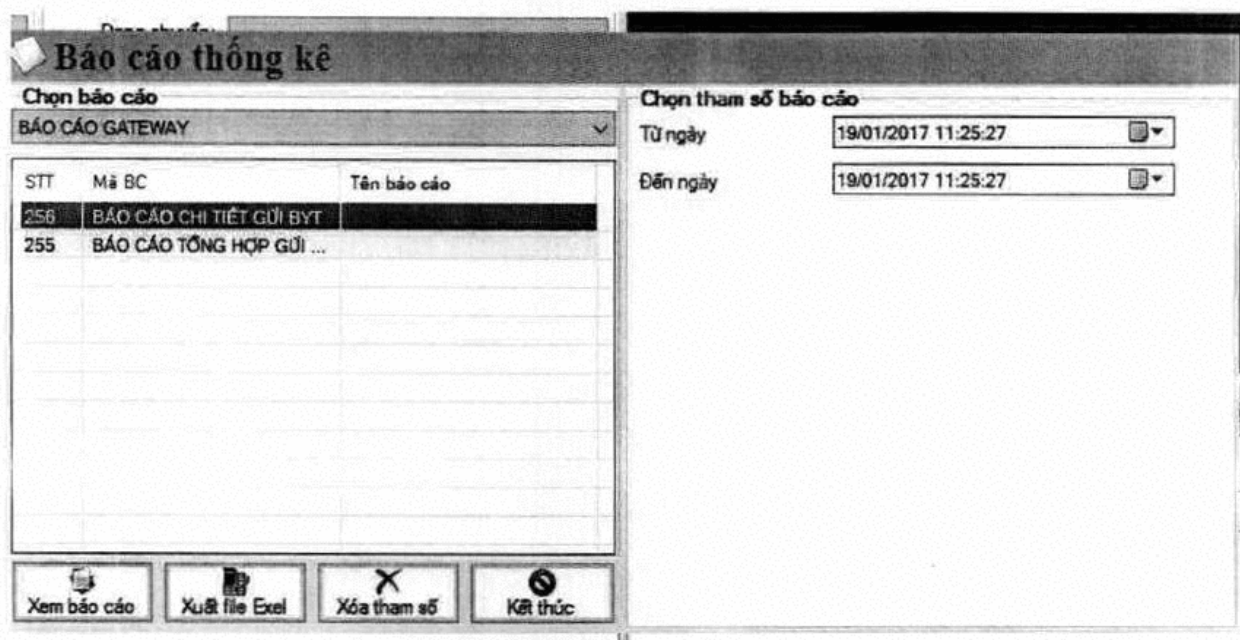 Báo cáo thống kê
Chọn báo cáo
BÁO CÁO GATEWAY
STT Mã BC Tên báo cáo
256 BÁO CÁO CHI TIẾT GỬI BYT
255 BÁO CÁO TỔNG HỢP GỬI ...
Xem báo cáo Xuất file Exel Xóa tham số Kết thúc
Chọn tham số báo cáo
Từ ngày 19/01/2017 11:25:27
Đến ngày 19/01/2017 11:25:27